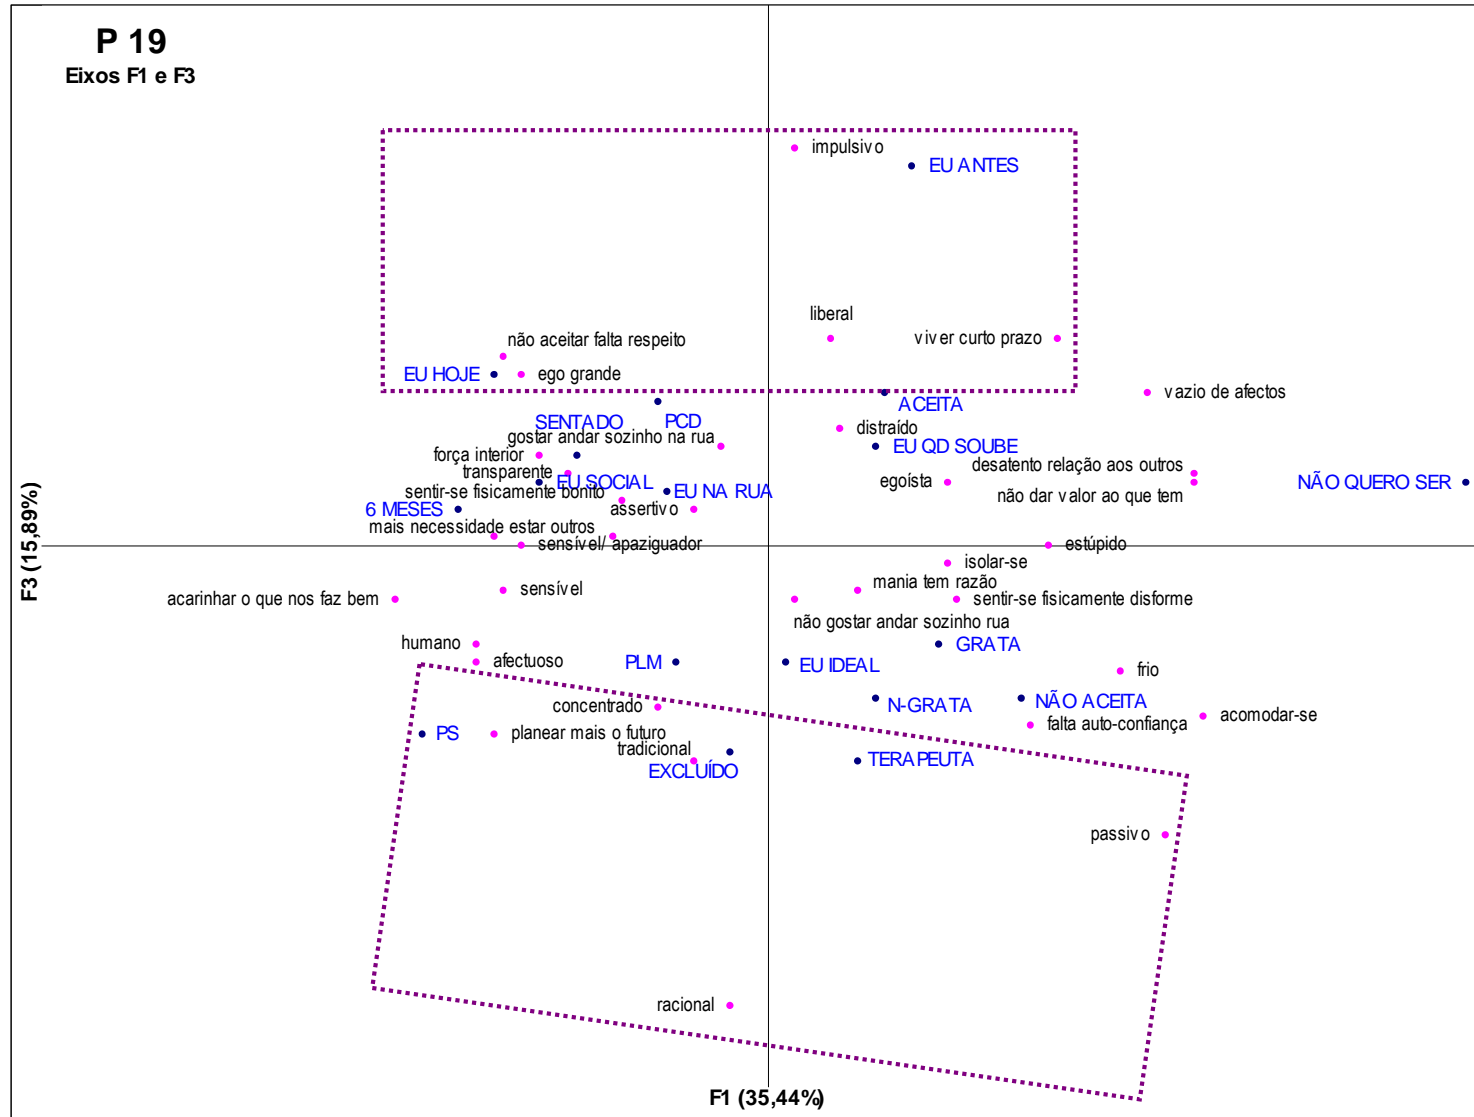 P 19
Eixos F1 e F3
impulsivo
EU ANTES
liberal
viver curto prazo
não aceitar falta respeito
EU HOJE
ego grande
vazio de afectos
ACEITA
SENTADO
PCD
distraído
gostar andar sozinho na rua
EU QD SOUBE
força interior
transparente
desatento relação aos outros
EU SOCIAL
egoísta
NÃO QUERO SER
sentir-se fisicamente bonito
EU NA RUA
não dar valor ao que tem
6 MESES
assertivo
mais necessidade estar outros
sensível/ apaziguador
estúpido
F3 (15,89%)
isolar-se
sensível
mania tem razão
acarinhar o que nos faz bem
sentir-se fisicamente disforme
não gostar andar sozinho rua
humano
GRATA
afectuoso
PLM
EU IDEAL
frio
concentrado
N-GRATA
NÃO ACEITA
acomodar-se
falta auto-confiança
PS
planear mais o futuro
tradicional
EXCLUÍDO
TERAPEUTA
passivo
racional
F1 (35,44%)